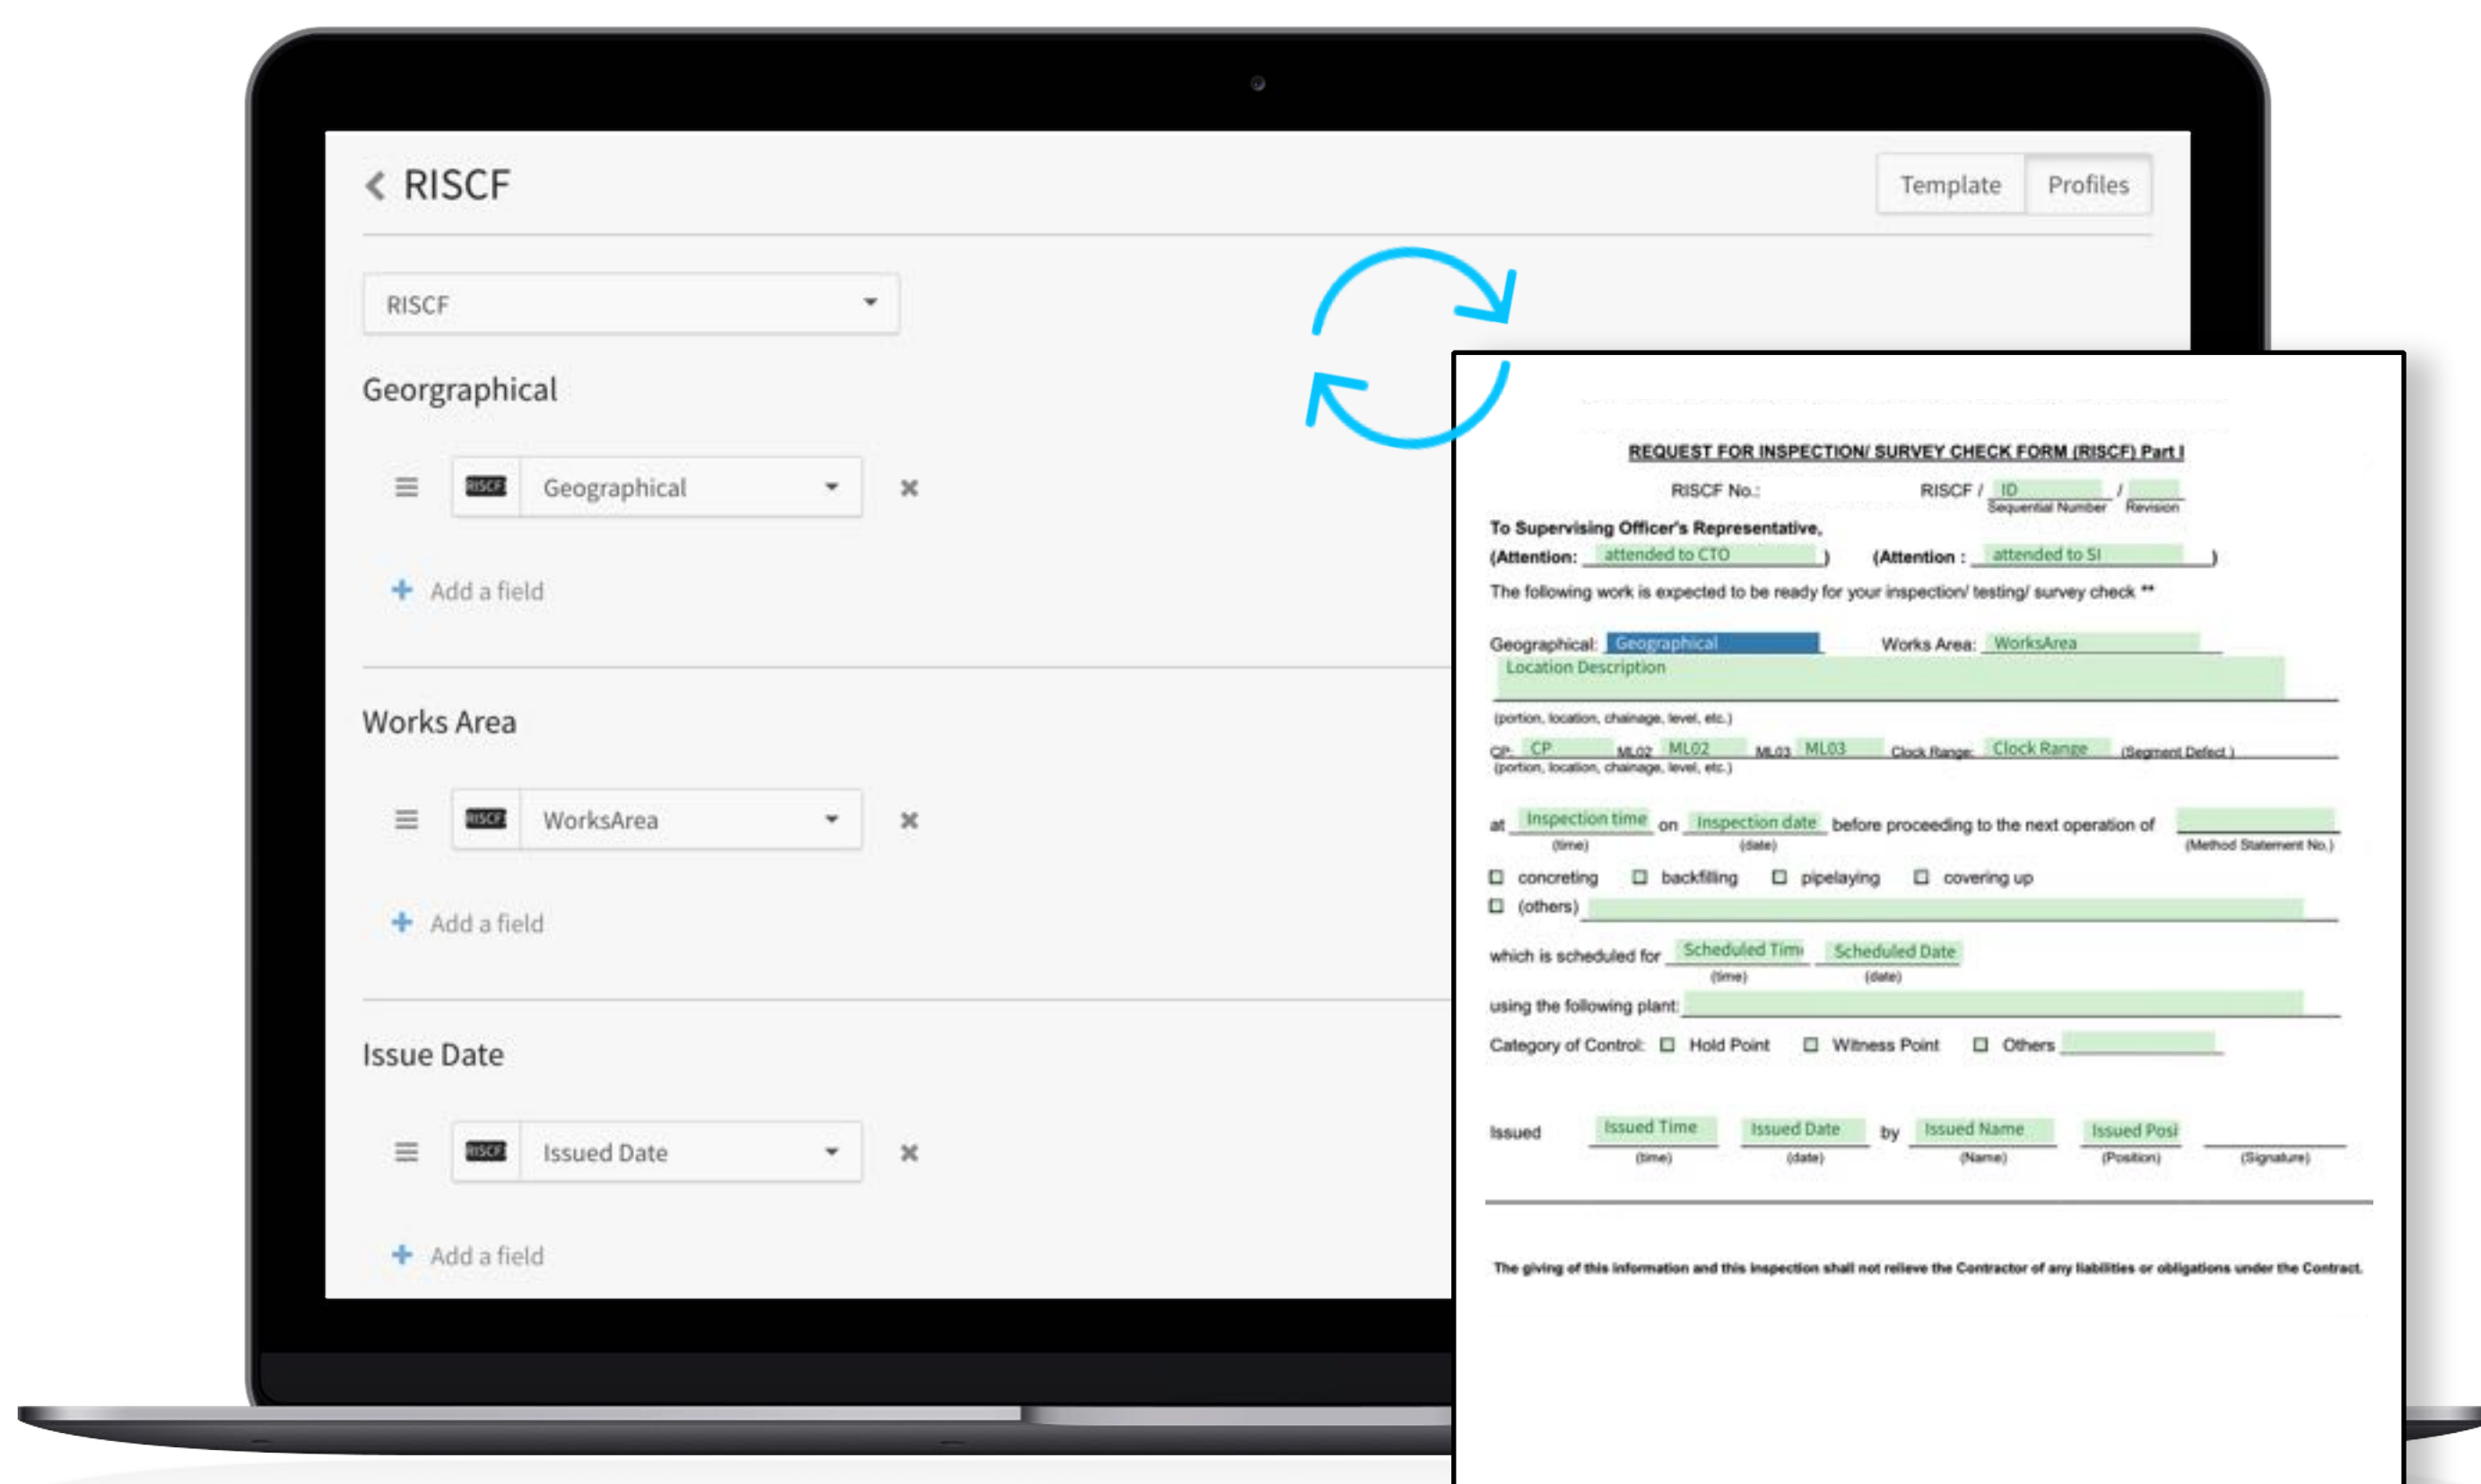 RISCF
Template Profiles
RISCF
Georgraphical
RISCF Geographical
Add a field
Works Area
RISCF WorksArea
Add a field
Issue Date
RISCF Issued Date
Add a field
REQUEST FOR INSPECTION/ SURVEY CHECK FORM (RISCF) Part I
RISCF No.: RISCF / ID /
Sequential Number Revision
To Supervising Officer's Representative,
(Attention: attended to CTO ) (Attention : attended to SI )
The following work is expected to be ready for your inspection/ testing/ survey check **
Geographical: Geographical Works Area: WorksArea
Location Description
(portion, location, chainage, level, etc.)
CP: CP ML02 ML02 ML03 ML03 Clock Range: Clock Range (Segment Defect )
(portion, location, chainage, level, etc.)
at Inspection time on Inspection date before proceeding to the next operation of
(time) (date) (Method Statement No.)
concreting backfilling pipelaying covering up
(others)
which is scheduled for Scheduled Tim Scheduled Date
(time) (date)
using the following plant:
Category of Control: Hold Point Witness Point Others
Issued Issued Time Issued Date by Issued Name Issued Posi
(time) (date) (Name) (Position) (Signature)
The giving of this information and this inspection shall not relieve the Contractor of any liabilities or obligations under the Contract.